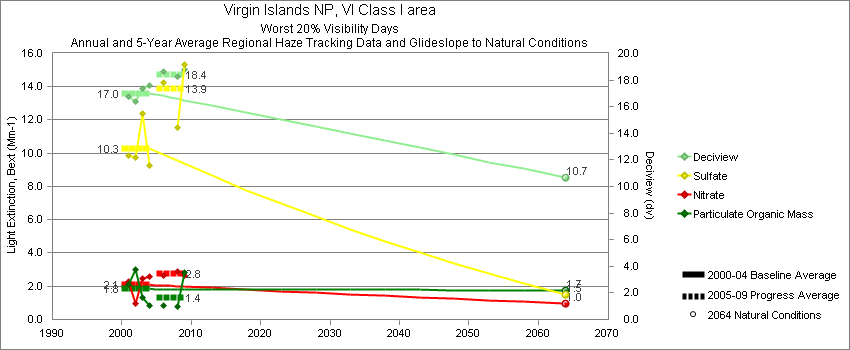 Virgin Islands NP, VI Class I area
Worst 20% Visibility Days
Annual and 5-Year Average Regional Haze Tracking Data and Glideslope to Natural Conditions
Light Extinction, Bext (Mm-1)
16.0
14.0
12.0
10.0
8.0
6.0
4.0
2.0
0.0
17.0
10.3
2.1
1.8
18.4
13.9
2.8
1.4
10.7
1.7
1.5
1.0
20.0
18.0
16.0
14.0
12.0
10.0
8.0
6.0
4.0
2.0
0.0
Deciview (dv)
1990 2000 2010 2020 2030 2040 2050 2060 2070
Deciview
Sulfate
Nitrate
Particulate Organic Mass
2000-04 Baseline Average
2005-09 Progress Average
2064 Natural Conditions